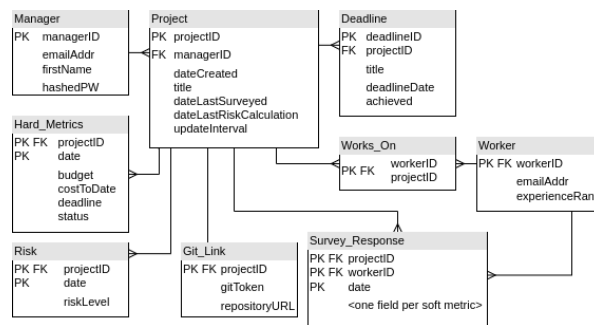 Manager
PK managerID
emailAddr
firstName
hashedPW
Project
PK projectID
FK managerID
dateCreated
title
dateLastSurveyed
dateLastRiskCalculation
updateInterval
Deadline
PK deadlineID
FK projectID
title
deadlineDate
achieved
Hard_Metrics
PK FK projectID
PK date
budget
costToDate
deadline
status
Works_On
PK FK workerID
projectID
Worker
PK FK workerID
emailAddr
experienceRan
Risk
PK FK projectID
PK date
riskLevel
Git_Link
PK FK projectID
gitToken
repositoryURL
Survey_Response
PK FK projectID
PK FK workerID
PK date
<one field per soft metric>